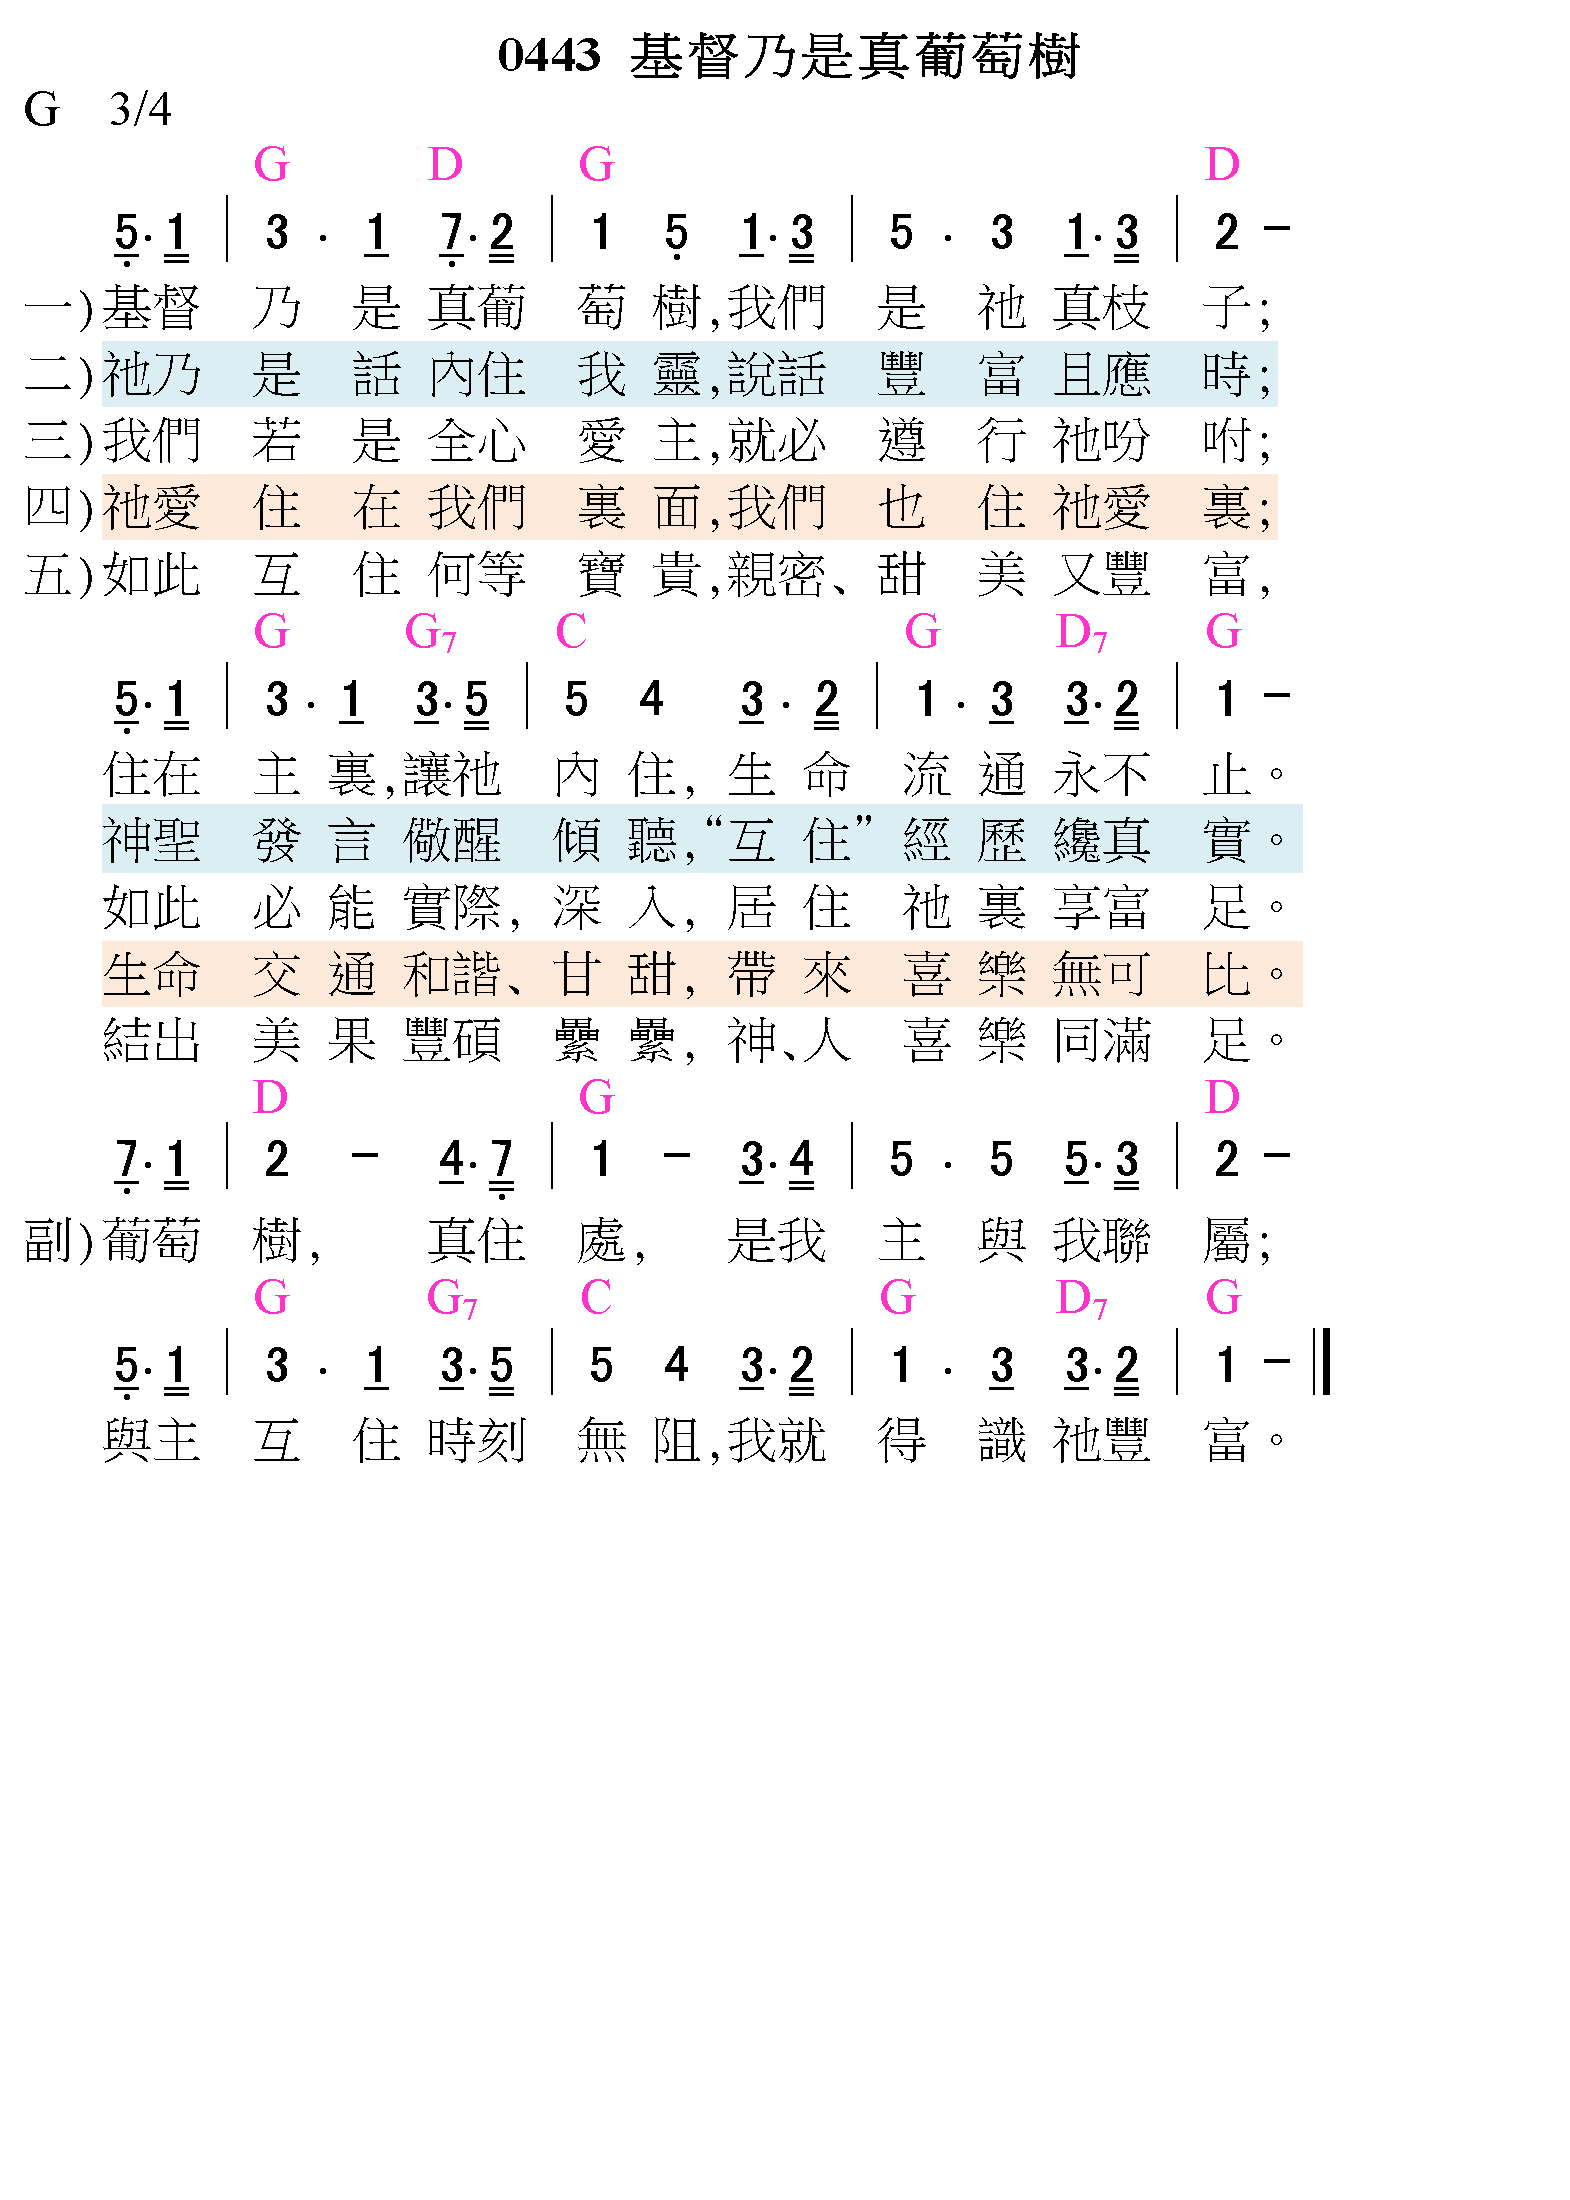 0443 基督乃是真葡萄樹
G 3/4
G D G D
5. 1 | 3 . 1 7. 2 | 1 5 1. 3 | 5 . 3 1. 3 | 2 –
一)基督 乃 是 真葡 萄 樹,我們 是 祂 真枝 子;
二)祂乃 是 話 內住 我 靈,說話 豐 富 且應 時;
三)我們 若 是 全心 愛 主,就必 遵 行 祂吩 咐;
四)祂愛 住 在 我們 裏 面,我們 也 住 祂愛 裏;
五)如此 互 住 何等 寶 貴,親密、甜 美 又豐 富,
G G7 C G D7 G
5. 1 | 3 . 1 3. 5 | 5 4 3 . 2 | 1 . 3 3. 2 | 1 –
住在 主 裏,讓祂 內 住, 生 命 流 通 永不 止。
神聖 發 言 儆醒 傾 聽,“互 住” 經 歷 纔真 實。
如此 必 能 實際, 深 入, 居 住 祂 裏 享富 足。
生命 交 通 和諧、甘 甜, 帶 來 喜 樂 無可 比。
結出 美 果 豐碩 纍 纍, 神、人 喜 樂 同滿 足。
D G D
7. 1 | 2 – 4. 7 | 1 – 3. 4 | 5 . 5 5. 3 | 2 –
副)葡萄 樹, 真住 處, 是我 主 與 我聯 屬;
G G7 C G D7 G
5. 1 | 3 . 1 3. 5 | 5 4 3. 2 | 1 . 3 3. 2 | 1 – ‖
與主 互 住 時刻 無 阻,我就 得 識 祂豐 富。